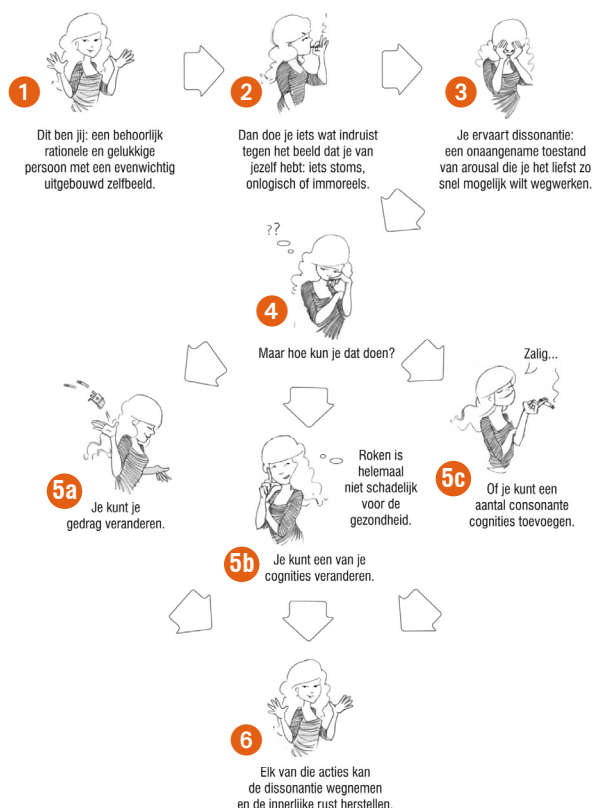 1
Dit ben jij: een behoorlijk
rationele en gelukkige
persoon met een evenwichtig
uitgebouwd zelfbeeld.
2
Dan doe je iets wat indruist
tegen het beeld dat je van
jezelf hebt: iets stoms,
onlogisch of immoreels.
3
Je ervaart dissonantie:
een onaangename toestand
van arousal die je het liefst zo
snel mogelijk wilt wegwerken.
??
4
Maar hoe kun je dat doen?
5a
Je kunt je
gedrag veranderen.
Roken is
helemaal
niet schadelijk
voor de
gezondheid.
5b
Je kunt een van je
cognities veranderen.
Zalig...
5c
Of je kunt een
aantal consonante
cognities toevoegen.
6
Elk van die acties kan
de dissonantie wegnemen
en de innerlijke rust herstellen.